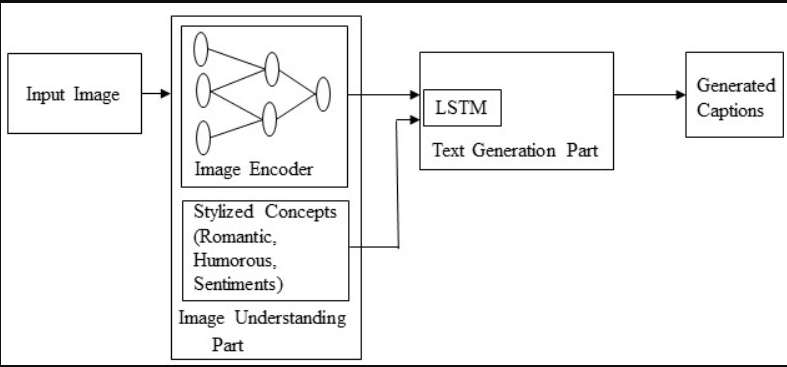 Input Image
Image Encoder
Stylized Concepts
(Romantic,
Humorous,
Sentiments)
Image Understanding
Part
LSTM
Text Generation Part
Generated
Captions